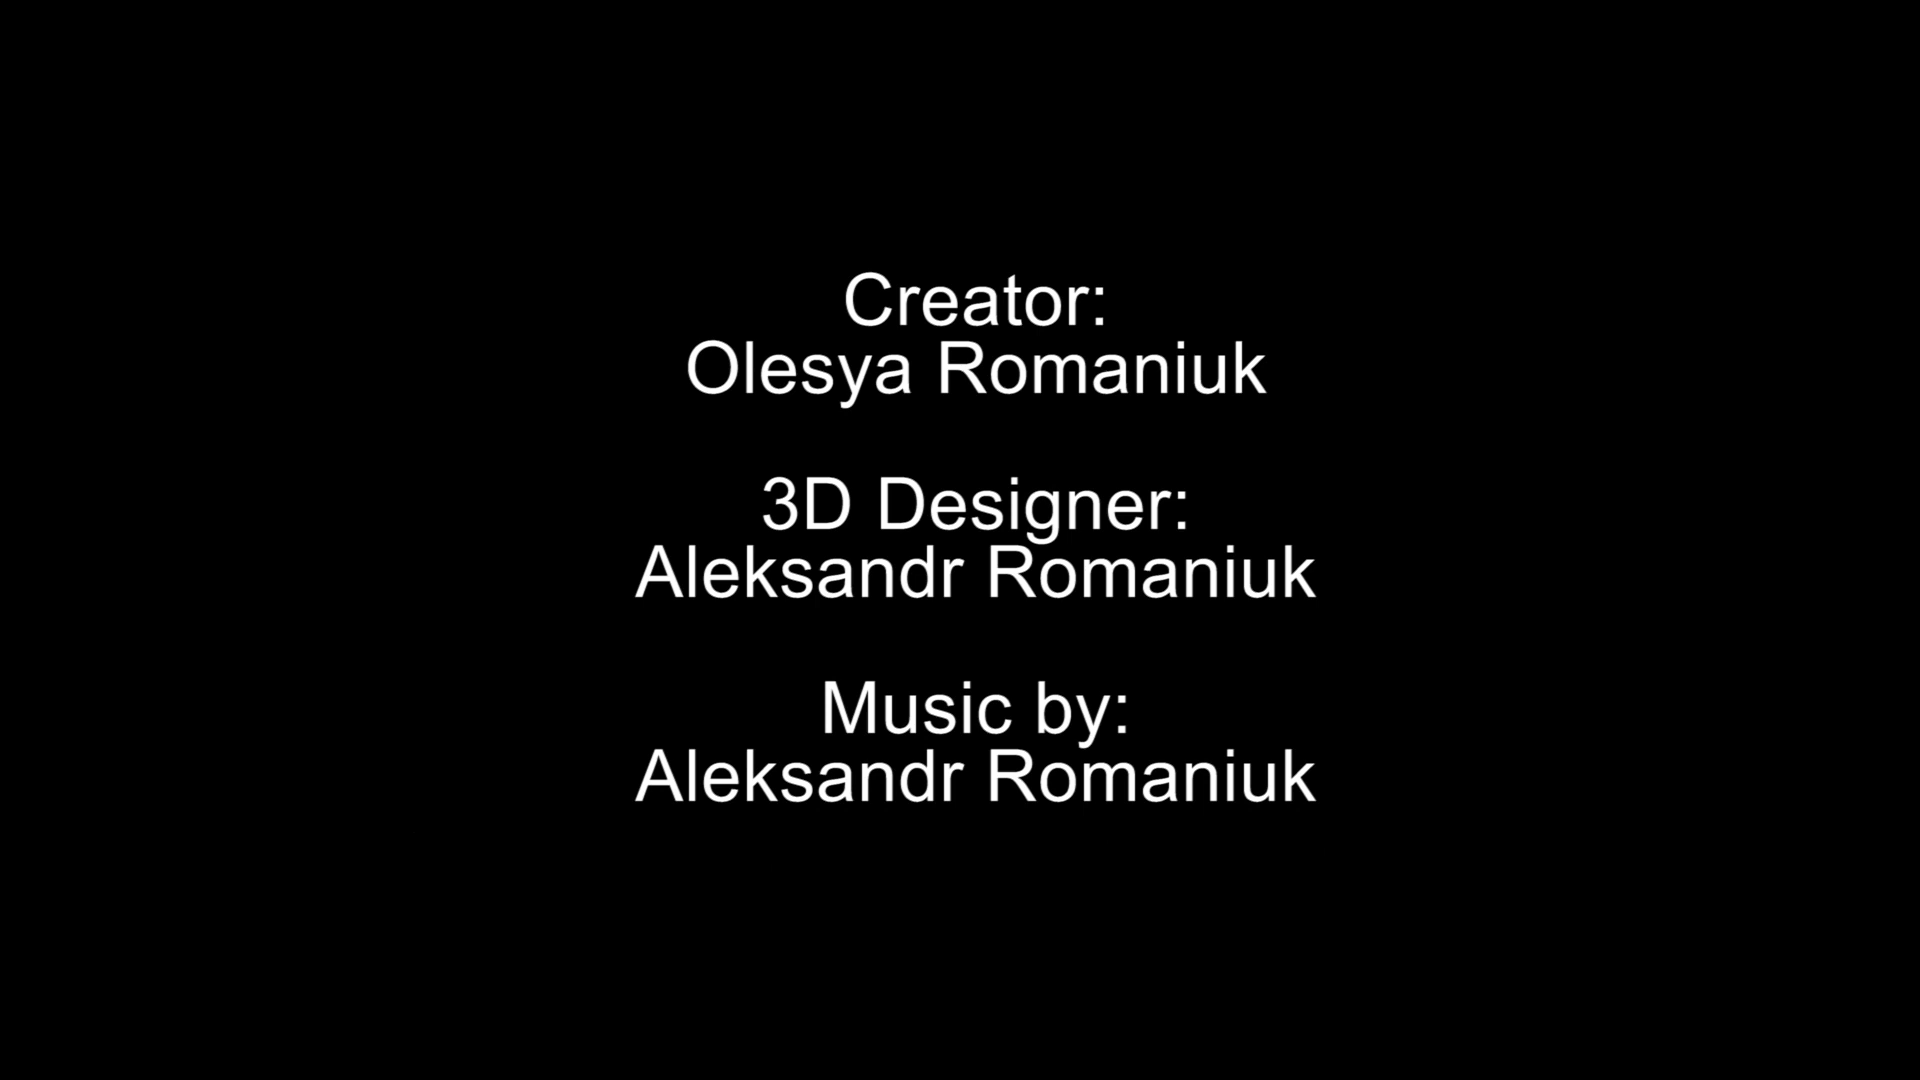 Creator:
Olesya Romaniuk
3D Designer:
Aleksandr Romaniuk
Music by:
Aleksandr Romaniuk